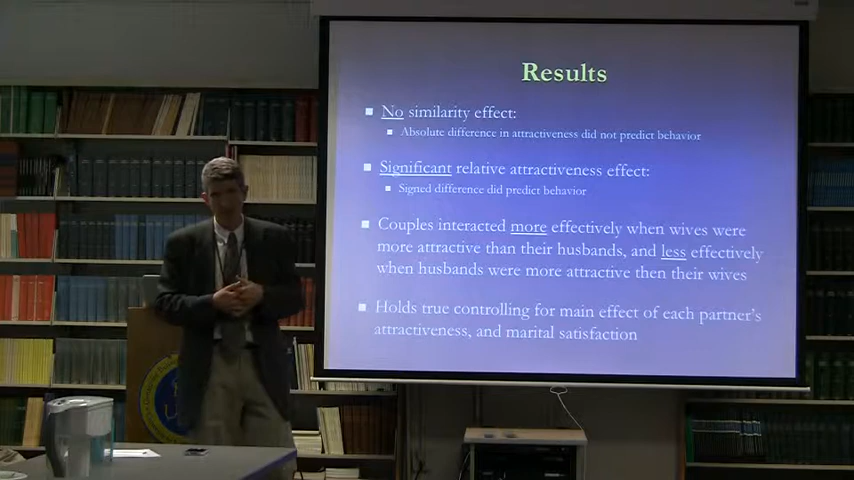 Results
■ No similarity effect:
■ Absolute difference in attractiveness did not predict behavior
■ Significant relative attractiveness effect:
■ Signed difference did predict behavior
■ Couples interacted more effectively when wives were
more attractive than their husbands, and less effectively
when husbands were more attractive then their wives
■ Holds true controlling for main effect of each partner's
attractiveness, and marital satisfaction